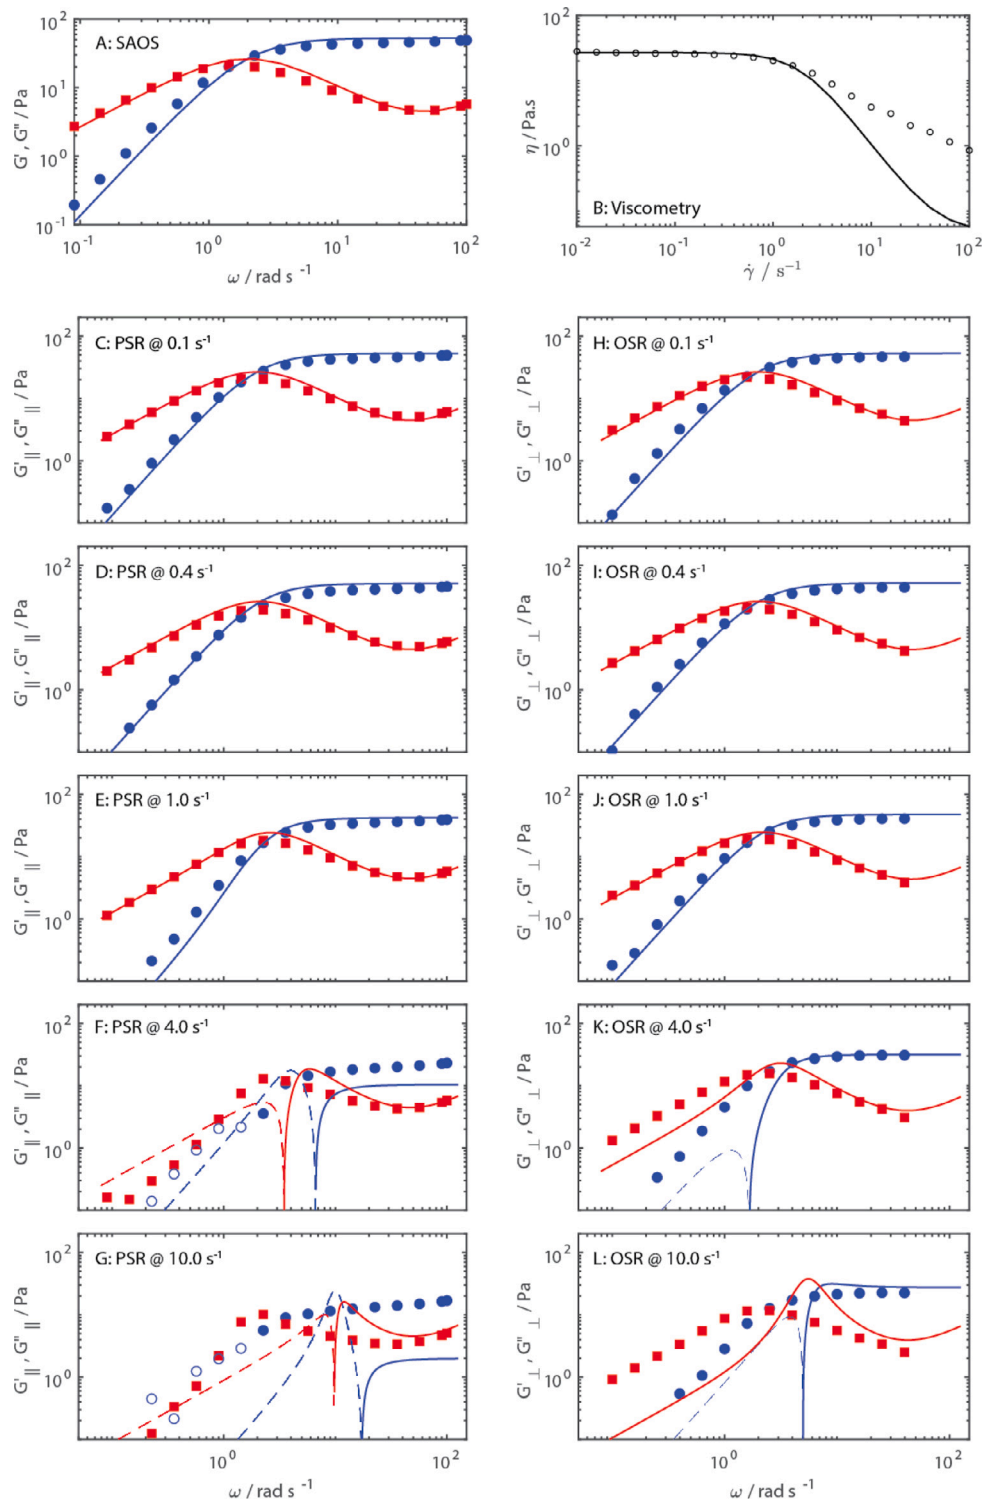 A: SAOS
G', G'' / Pa
10² 10¹ 10⁰ 10⁻¹
10⁻¹ 10⁰ 10¹ 10²
ω / rad s ⁻¹
B: Viscometry
η / Pa.s
10⁰
10⁻² 10⁻¹ 10⁰ 10¹ 10²
γ̇ / s⁻¹
C: PSR @ 0.1 s⁻¹
G'∥, G''∥ / Pa
10² 10⁰
H: OSR @ 0.1 s⁻¹
G'⊥, G''⊥ / Pa
10² 10⁰
D: PSR @ 0.4 s⁻¹
G'∥, G''∥ / Pa
10² 10⁰
I: OSR @ 0.4 s⁻¹
G'⊥, G''⊥ / Pa
10² 10⁰
E: PSR @ 1.0 s⁻¹
G'∥, G''∥ / Pa
10² 10⁰
J: OSR @ 1.0 s⁻¹
G'⊥, G''⊥ / Pa
10² 10⁰
F: PSR @ 4.0 s⁻¹
G'∥, G''∥ / Pa
10² 10⁰
K: OSR @ 4.0 s⁻¹
G'⊥, G''⊥ / Pa
10² 10⁰
G: PSR @ 10.0 s⁻¹
G'∥, G''∥ / Pa
10² 10⁰
10⁰ 10² 
ω / rad s ⁻¹
L: OSR @ 10.0 s⁻¹
G'⊥, G''⊥ / Pa
10² 10⁰
10⁰ 10²
ω / rad s ⁻¹